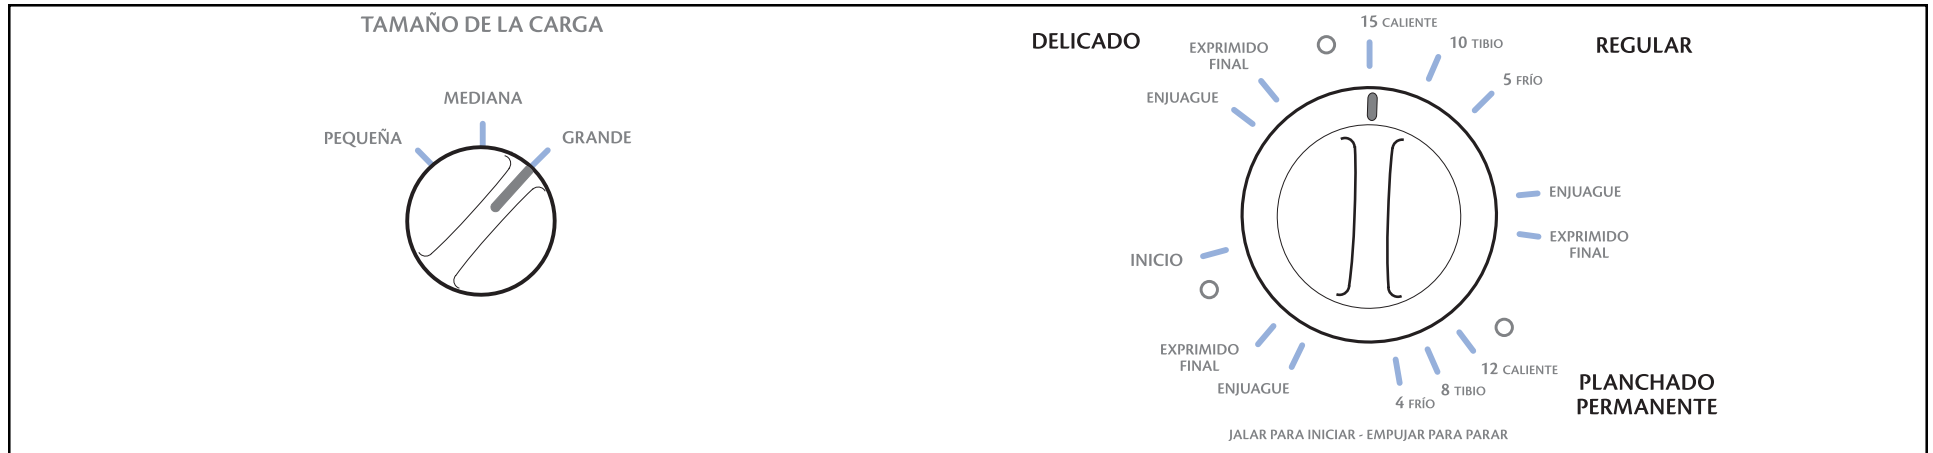 TAMAÑO DE LA CARGA
MEDIANA
PEQUEÑA
GRANDE
DELICADO
REGULAR
15 CALIENTE
10 TIBIO
5 FRÍO
ENJUAGUE
EXPRIMIDO
FINAL
12 CALIENTE
8 TIBIO
4 FRÍO
PLANCHADO
PERMANENTE
ENJUAGUE
EXPRIMIDO
FINAL
INICIO
ENJUAGUE
EXPRIMIDO
FINAL
JALAR PARA INICIAR - EMPUJAR PARA PARAR